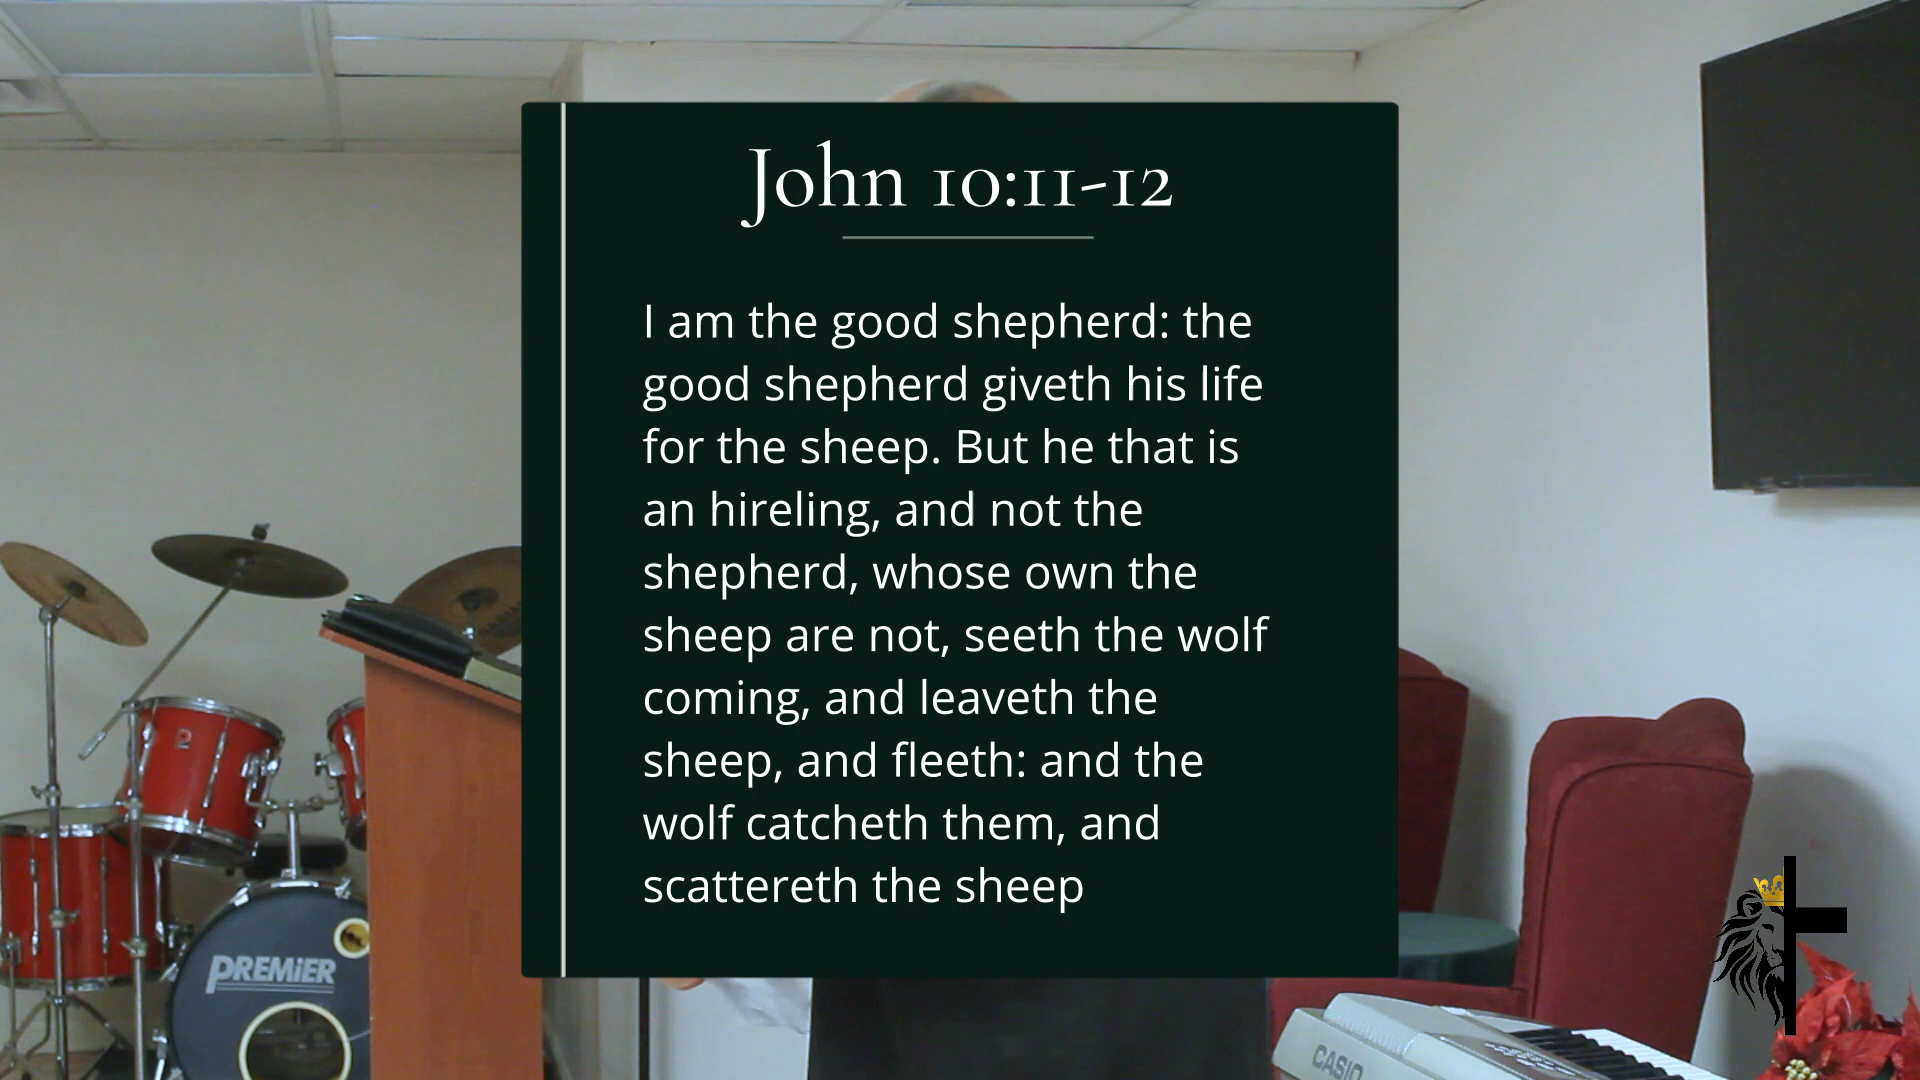 John 10:11-12
I am the good shepherd: the
good shepherd giveth his life
for the sheep. But he that is
an hireling, and not the
shepherd, whose own the
sheep are not, seeth the wolf
coming, and leaveth the
sheep, and fleeth: and the
wolf catcheth them, and
scattereth the sheep
PREMIER
CASIO